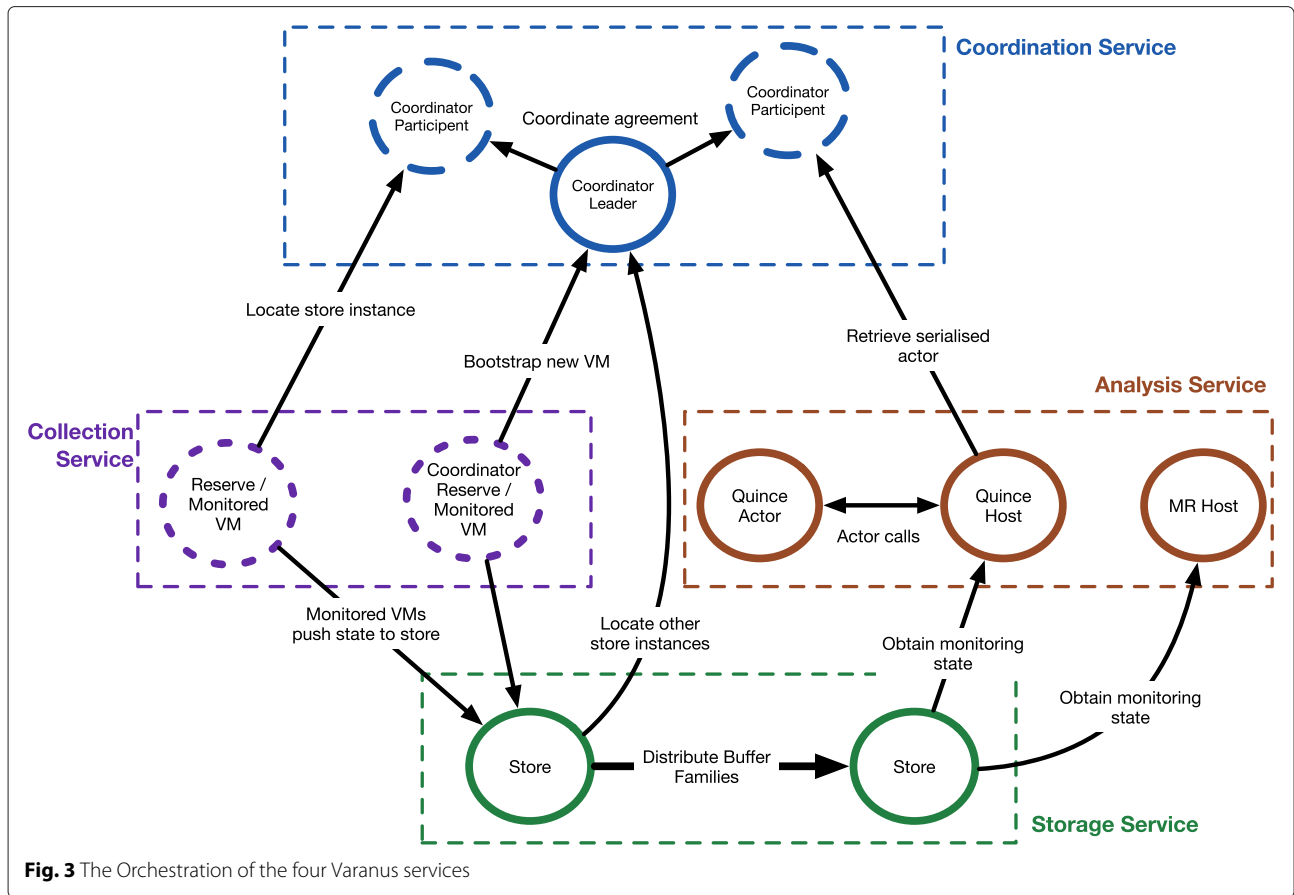 Coordination Service
Coordinator
Participent
Coordinator
Participent
Coordinate agreement
Coordinator
Leader
Locate store instance
Bootstrap new VM
Retrieve serialised
actor
Analysis Service
Collection
Service
Reserve /
Monitored
VM
Coordinator
Reserve /
Monitored
VM
Quince
Actor
Actor calls
Quince
Host
MR Host
Monitored VMs
push state to store
Locate other
store instances
Obtain monitoring
state
Obtain monitoring
state
Store
Distribute Buffer
Families
Store
Storage Service
Fig. 3 The Orchestration of the four Varanus services